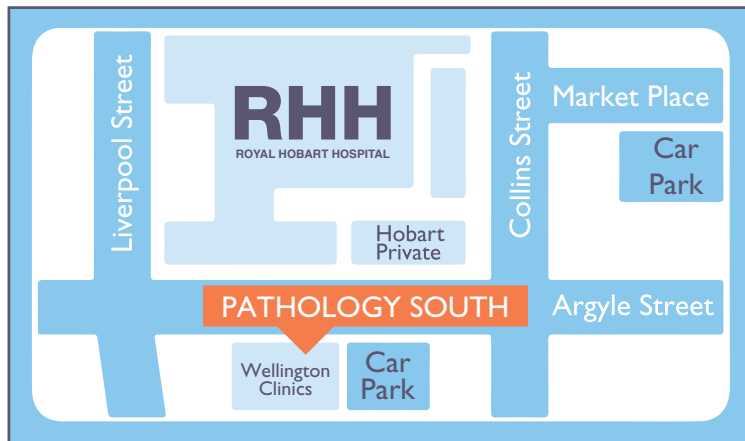 Liverpool Street
RHH
ROYAL HOBART HOSPITAL
Collins Street
Market Place
Car
Park
Hobart
Private
PATHOLOGY SOUTH
Argyle Street
Wellington
Clinics
Car
Park